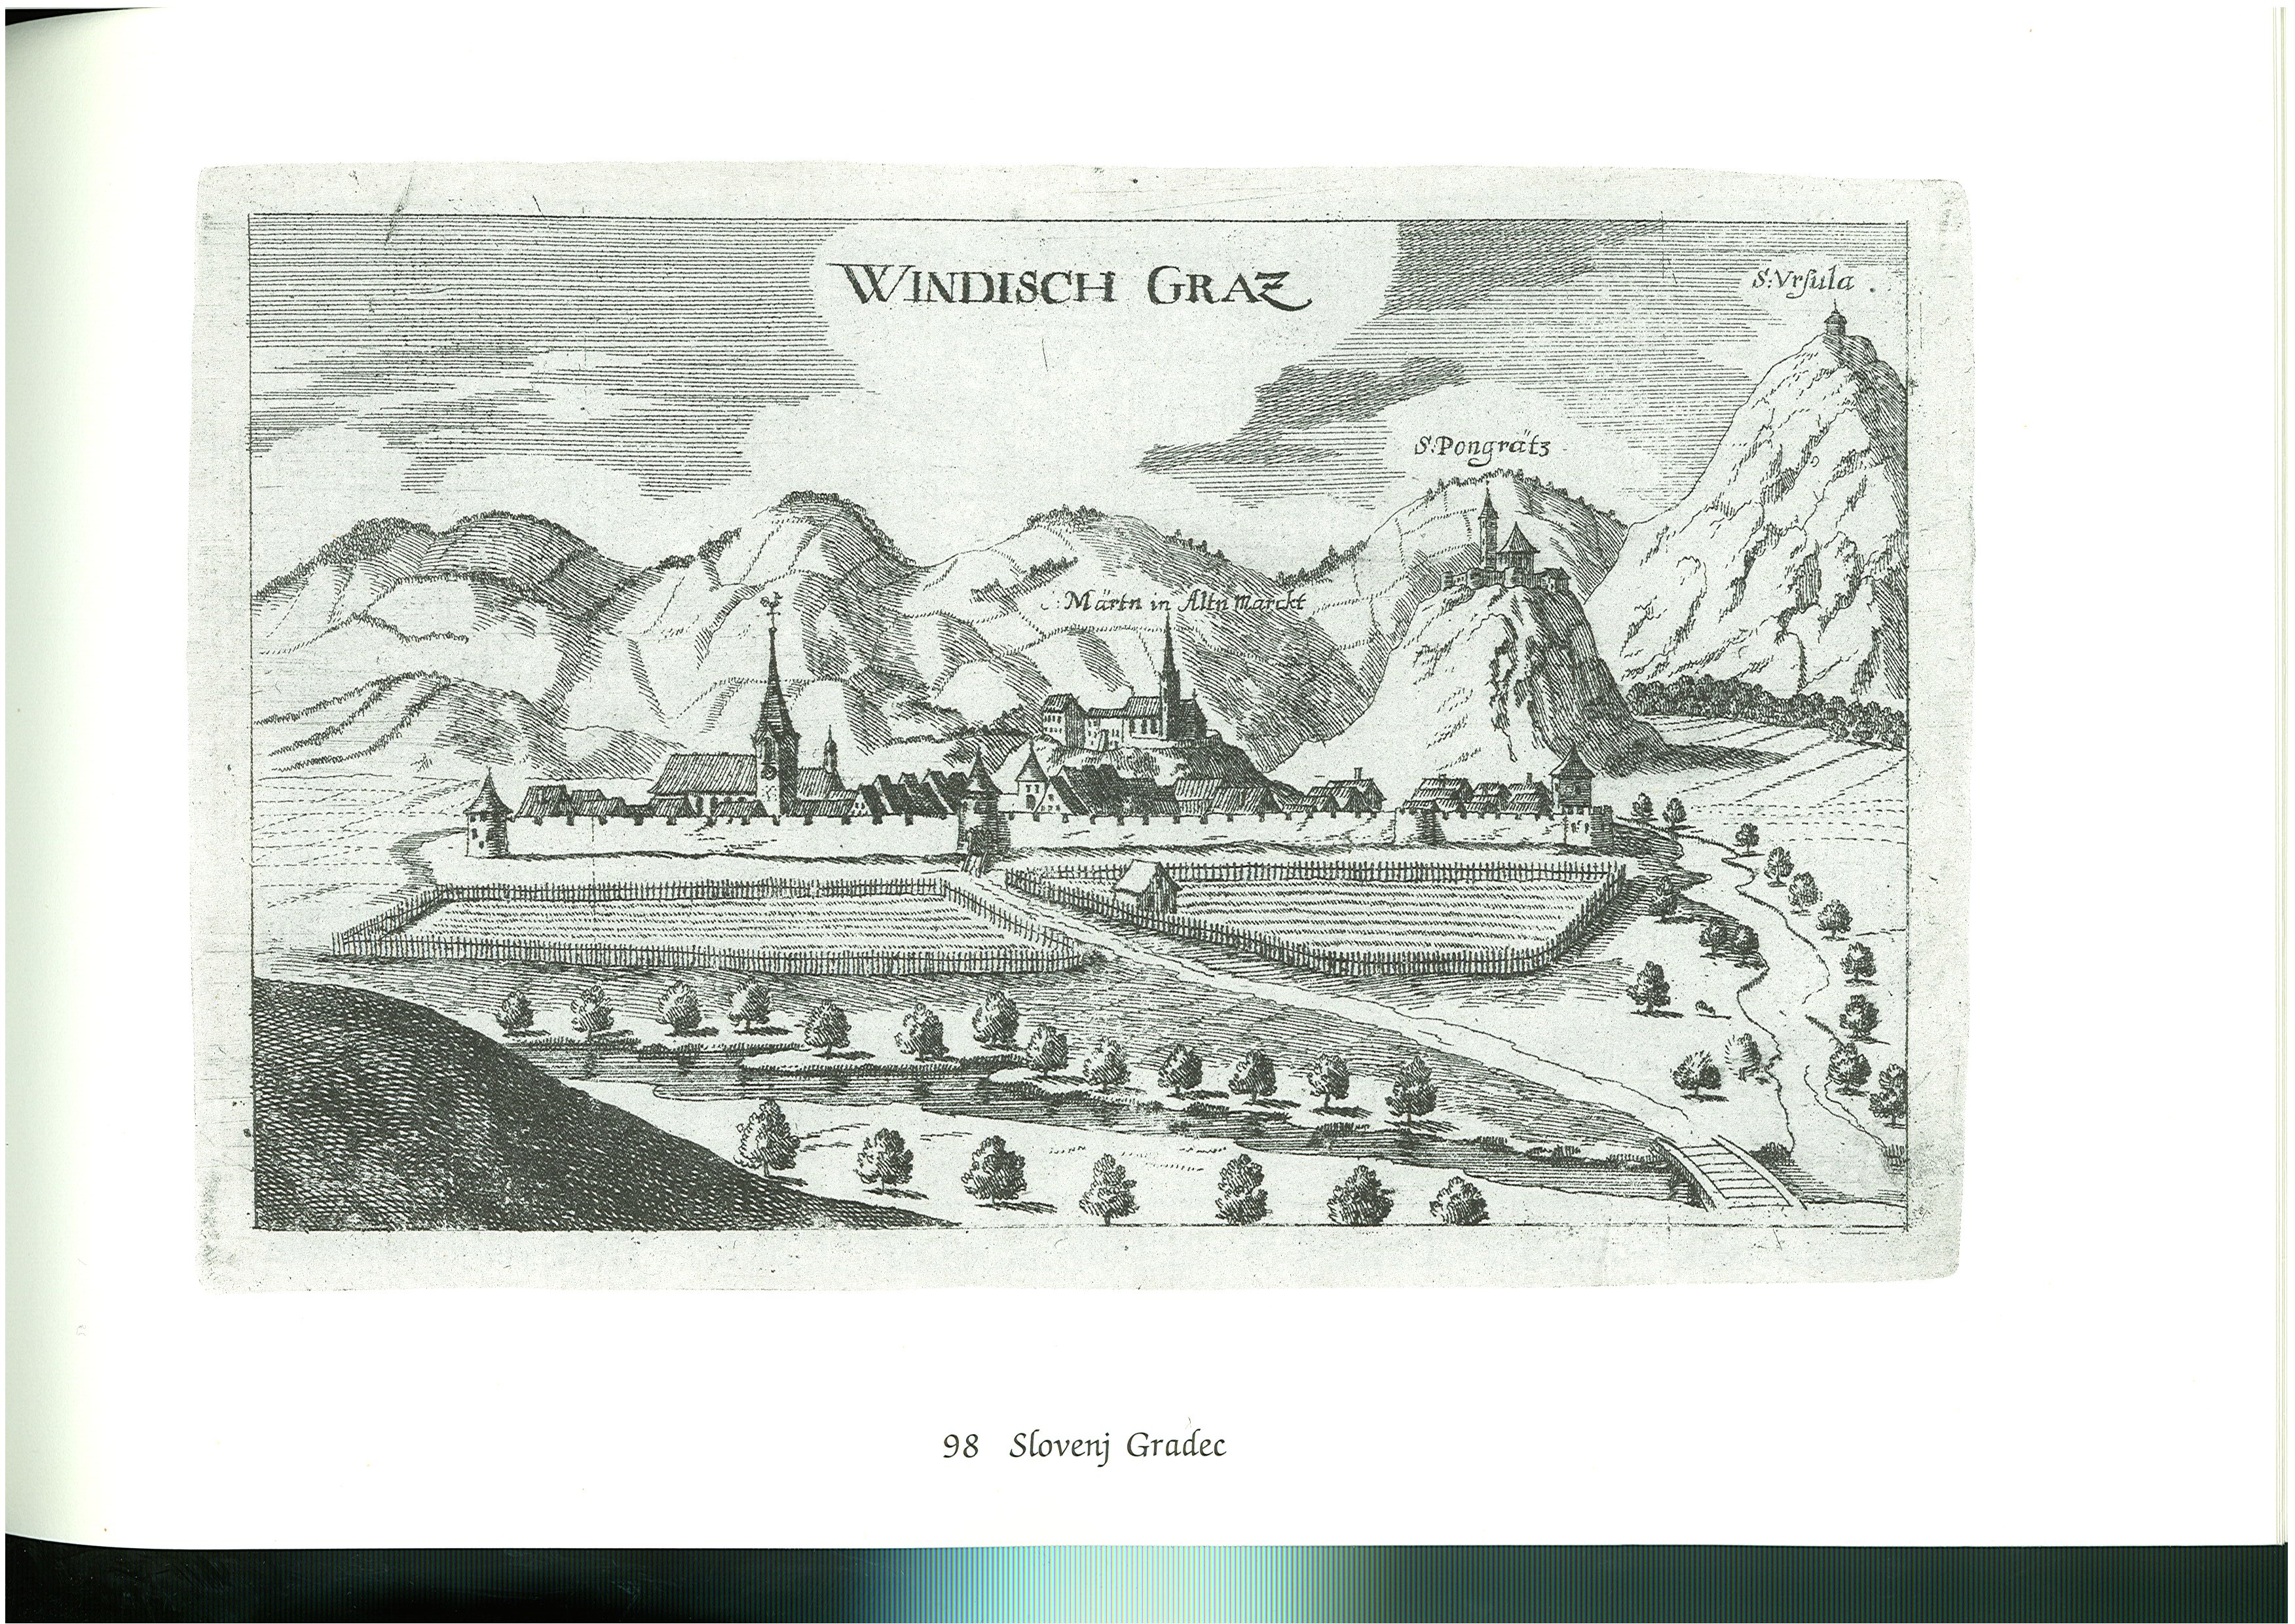 WINDISCH GRAZ
S: Vrſula
S: Pongrätz
S: Märtn in Altn Marckt
98 Slovenj Gradec